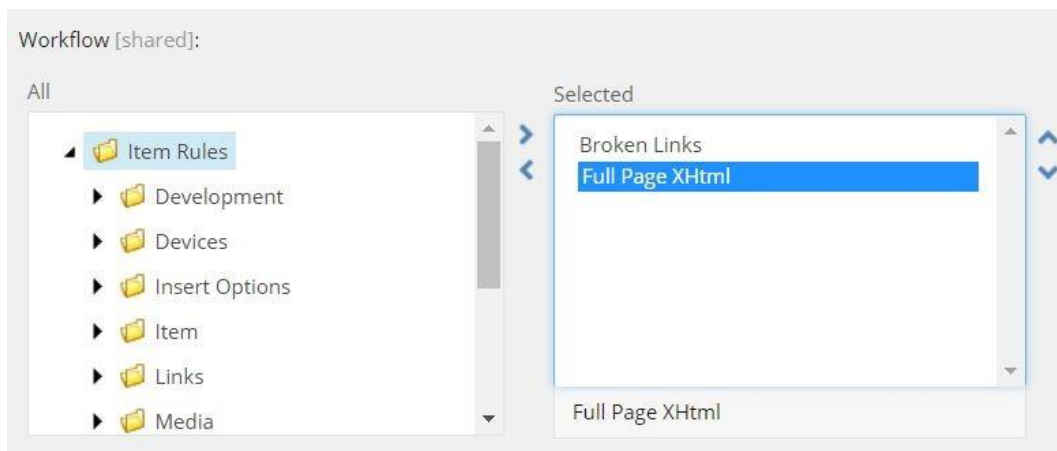 Workflow [shared]:
All
Item Rules
Development
Devices
Insert Options
Item
Links
Media
Selected
Broken Links
Full Page XHtml
Full Page XHtml